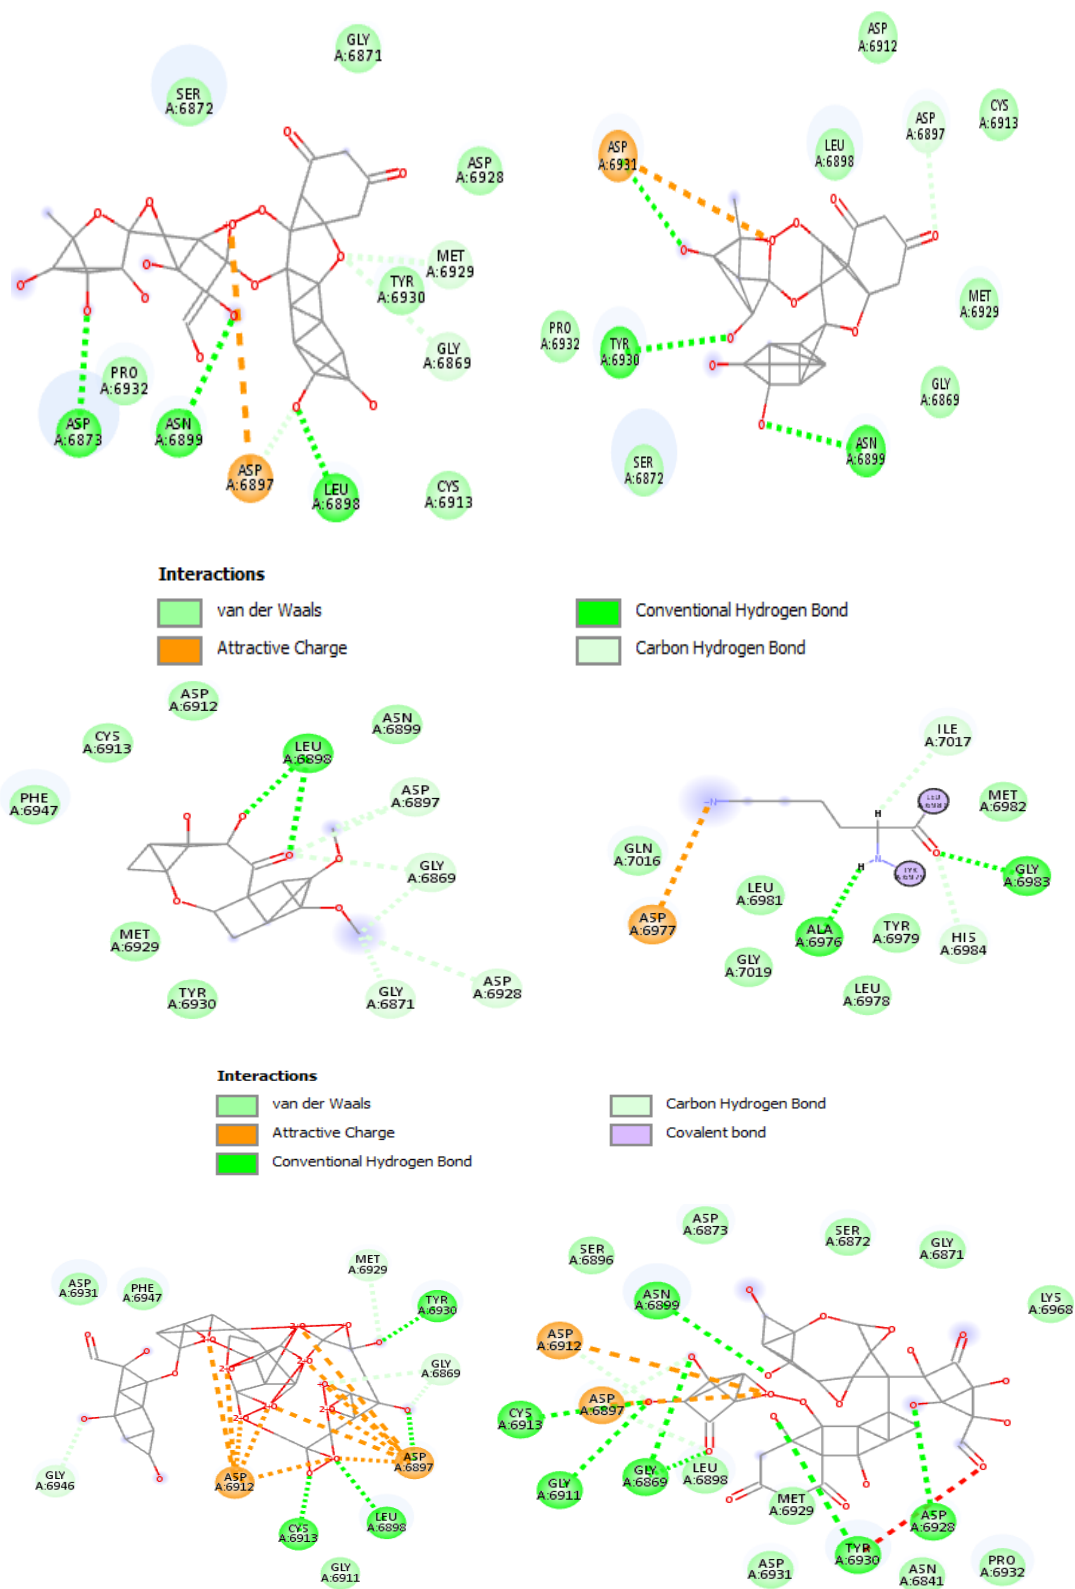 GLY
A:6871
SER
A:6872
ASP
A:6928
MET
A:6929
TYR
A:6930
GLY
A:6869
PRO
A:6932
ASP
A:6873
ASN
A:6899
ASP
A:6897
LEU
A:6898
CYS
A:6913
ASP
A:6912
CYS
A:6913
ASP
A:6897
LEU
A:6898
ASP
A:6931
MET
A:6929
PRO
A:6932
TYR
A:6930
GLY
A:6869
ASN
A:6899
SER
A:6872
Interactions
van der Waals
Conventional Hydrogen Bond
Attractive Charge
Carbon Hydrogen Bond
ASP
A:6912
CYS
A:6913
LEU
A:6898
ASN
A:6899
PHE
A:6947
ASP
A:6897
GLY
A:6869
MET
A:6929
TYR
A:6930
GLY
A:6871
ASP
A:6928
ILE
A:7017
MET
A:6982
GLN
A:7016
LEU
A:6981
GLY
A:6983
ASP
A:6977
ALA
A:6976
TYR
A:6979
HIS
A:6984
GLY
A:7019
LEU
A:6978
H
N
H
Interactions
van der Waals
Carbon Hydrogen Bond
Attractive Charge
Covalent bond
Conventional Hydrogen Bond
ASP
A:6931
PHE
A:6947
MET
A:6929
TYR
A:6930
GLY
A:6869
GLY
A:6946
ASP
A:6912
ASP
A:6897
CYS
A:6913
LEU
A:6898
GLY
A:6911
ASP
A:6873
SER
A:6872
SER
A:6896
GLY
A:6871
ASN
A:6899
LYS
A:6968
ASP
A:6912
ASP
A:6897
CYS
A:6913
GLY
A:6911
GLY
A:6869
LEU
A:6898
MET
A:6929
ASP
A:6928
TYR
A:6930
ASP
A:6931
ASN
A:6841
PRO
A:6932